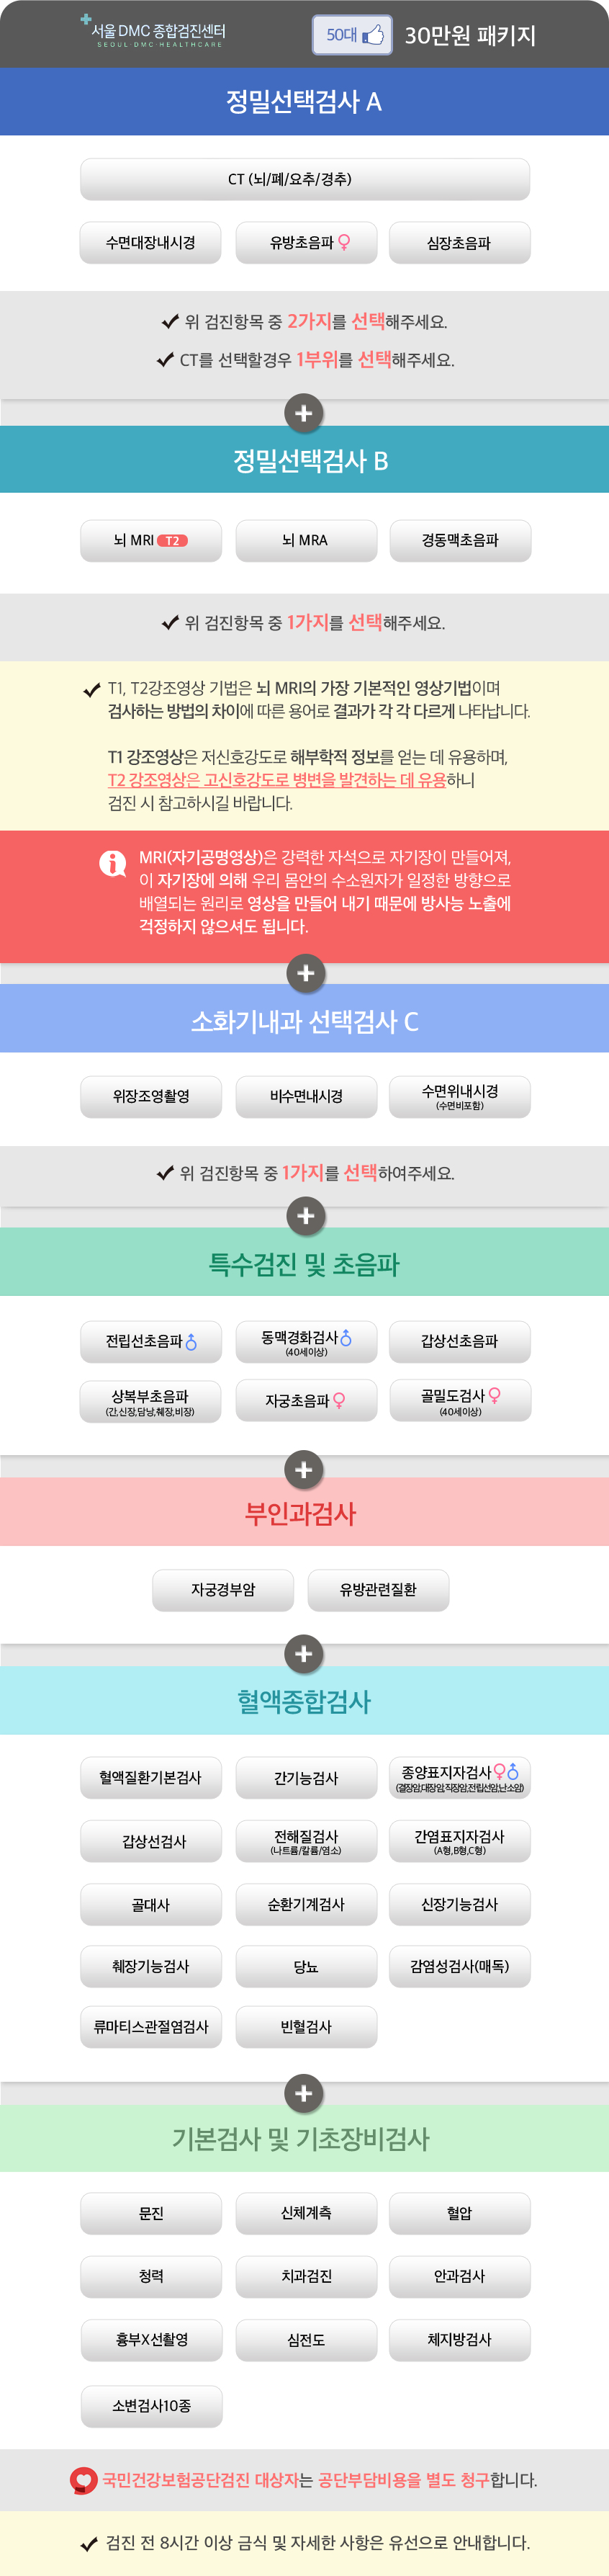 서울 DMC 종합검진센터
SEOUL·DMC·HEALTHCARE
50대
30만원 패키지
정밀선택검사 A
CT (뇌/폐/요추/경추)
수면대장내시경
유방초음파 ♀
심장초음파
✓ 위 검진항목 중 2가지를 선택해주세요.
✓ CT를 선택할경우 1부위를 선택해주세요.
+
정밀선택검사 B
뇌 MRI T2
뇌 MRA
경동맥초음파
✓ 위 검진항목 중 1가지를 선택해주세요.
✓ T1, T2강조영상 기법은 뇌 MRI의 가장 기본적인 영상기법이며
검사하는 방법의 차이에 따른 용어로 결과가 각 각 다르게 나타납니다.
T1 강조영상은 저신호강도로 해부학적 정보를 얻는 데 유용하며,
T2 강조영상은 고신호강도로 병변을 발견하는 데 유용하니
검진 시 참고하시길 바랍니다.
MRI(자기공명영상)은 강력한 자석으로 자기장이 만들어져,
이 자기장에 의해 우리 몸안의 수소원자가 일정한 방향으로
배열되는 원리로 영상을 만들어 내기 때문에 방사능 노출에
걱정하지 않으셔도 됩니다.
+
소화기내과 선택검사 C
위장조영촬영
비수면내시경
수면위내시경
(수면비포함)
✓ 위 검진항목 중 1가지를 선택하여주세요.
+
특수검진 및 초음파
전립선초음파 ♂
동맥경화검사 ♂
(40세이상)
갑상선초음파
상복부초음파
(간,신장,담낭,췌장,비장)
자궁초음파 ♀
골밀도검사 ♀
(40세이상)
+
부인과검사
자궁경부암
유방관련질환
+
혈액종합검사
혈액질환기본검사
간기능검사
종양표지자검사 ♀♂
(결장암,대장암,직장암,전립선암,난소암)
갑상선검사
전해질검사
(나트륨/칼륨/염소)
간염표지자검사
(A형,B형,C형)
골대사
순환기계검사
신장기능검사
췌장기능검사
당뇨
감염성검사(매독)
류마티스관절염검사
빈혈검사
+
기본검사 및 기초장비검사
문진
신체계측
혈압
청력
치과검진
안과검사
흉부X선촬영
심전도
체지방검사
소변검사10종
국민건강보험공단검진 대상자는 공단부담비용을 별도 청구합니다.
✓ 검진 전 8시간 이상 금식 및 자세한 사항은 유선으로 안내합니다.